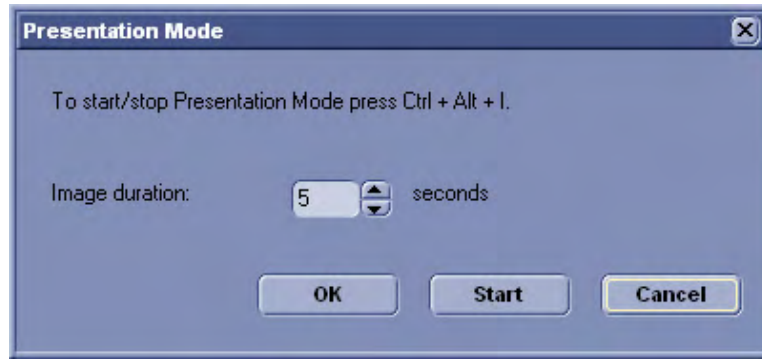 Presentation Mode
To start/stop Presentation Mode press Ctrl + Alt + I.
Image duration: 5 seconds
OK Start Cancel